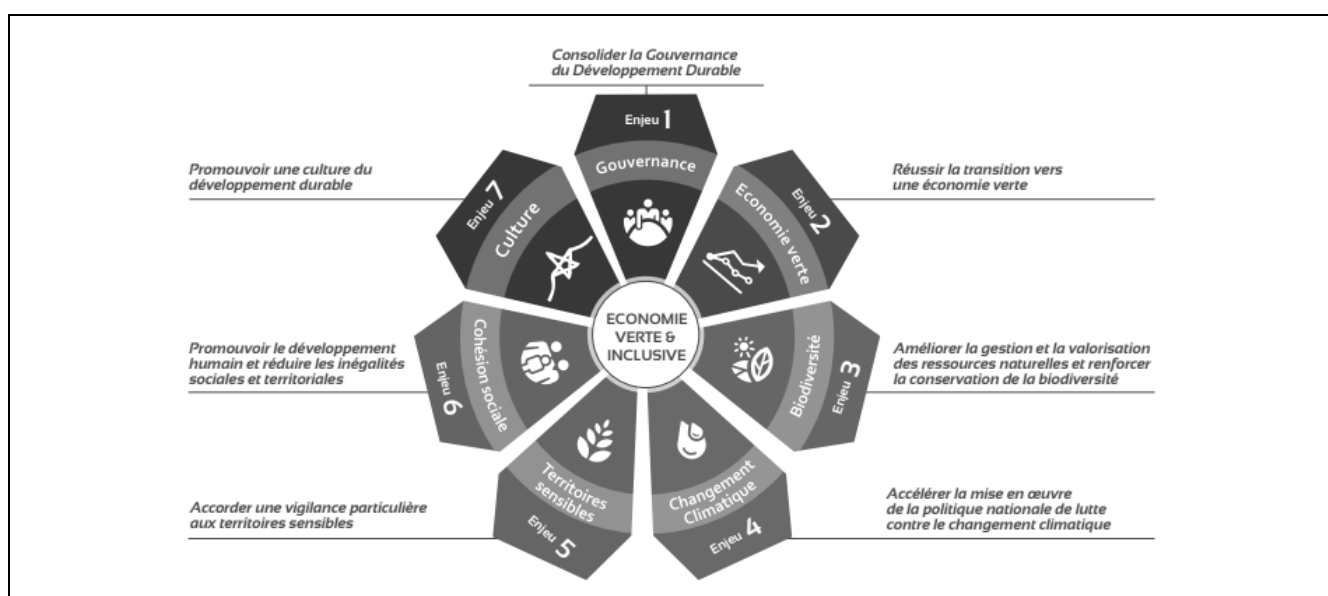 Consolider la Gouvernance
du Développement Durable
Enjeu 1
Gouvernance
Réussir la transition vers
une économie verte
Enjeu 2
Economie verte
Améliorer la gestion et la valorisation
des ressources naturelles et renforcer
la conservation de la biodiversité
Enjeu 3
Biodiversité
Accélérer la mise en œuvre
de la politique nationale de lutte
contre le changement climatique
Enjeu 4
Changement
Climatique
Accorder une vigilance particulière
aux territoires sensibles
Enjeu 5
Territoires
sensibles
Promouvoir le développement
humain et réduire les inégalités
sociales et territoriales
Enjeu 6
Cohésion sociale
Promouvoir une culture du
développement durable
Enjeu 7
Culture
ECONOMIE
VERTE &
INCLUSIVE